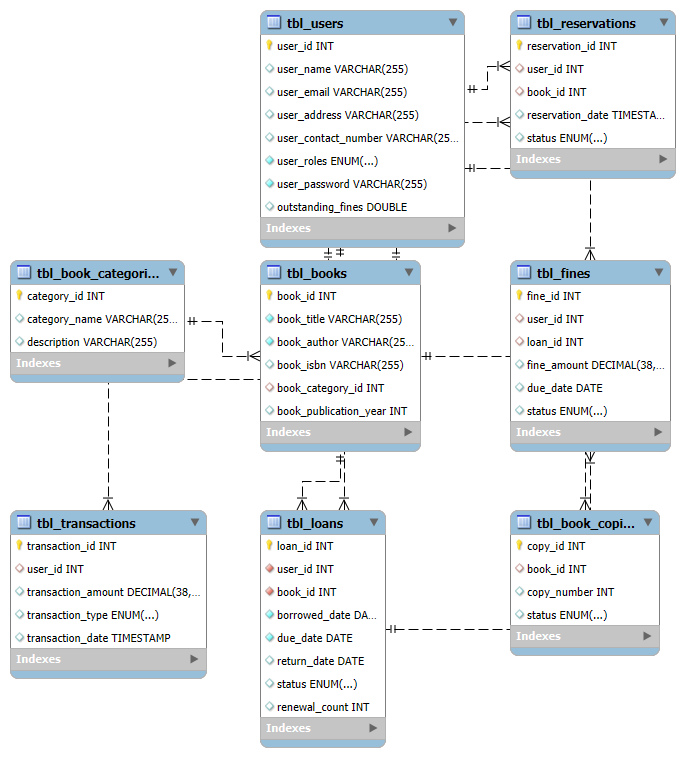 tbl_users
user_id INT
user_name VARCHAR(255)
user_email VARCHAR(255)
user_address VARCHAR(255)
user_contact_number VARCHAR(25...
user_roles ENUM(...)
user_password VARCHAR(255)
outstanding_fines DOUBLE
Indexes
tbl_reservations
reservation_id INT
user_id INT
book_id INT
reservation_date TIMESTA...
status ENUM(...)
Indexes
tbl_book_categori...
category_id INT
category_name VARCHAR(25...
description VARCHAR(255)
Indexes
tbl_books
book_id INT
book_title VARCHAR(255)
book_author VARCHAR(255...
book_isbn VARCHAR(255)
book_category_id INT
book_publication_year INT
Indexes
tbl_fines
fine_id INT
user_id INT
loan_id INT
fine_amount DECIMAL(38,...
due_date DATE
status ENUM(...)
Indexes
tbl_transactions
transaction_id INT
user_id INT
transaction_amount DECIMAL(38,...
transaction_type ENUM(...)
transaction_date TIMESTAMP
Indexes
tbl_loans
loan_id INT
user_id INT
book_id INT
borrowed_date DA...
due_date DATE
return_date DATE
status ENUM(...)
renewal_count INT
Indexes
tbl_book_copi...
copy_id INT
book_id INT
copy_number INT
status ENUM(...)
Indexes